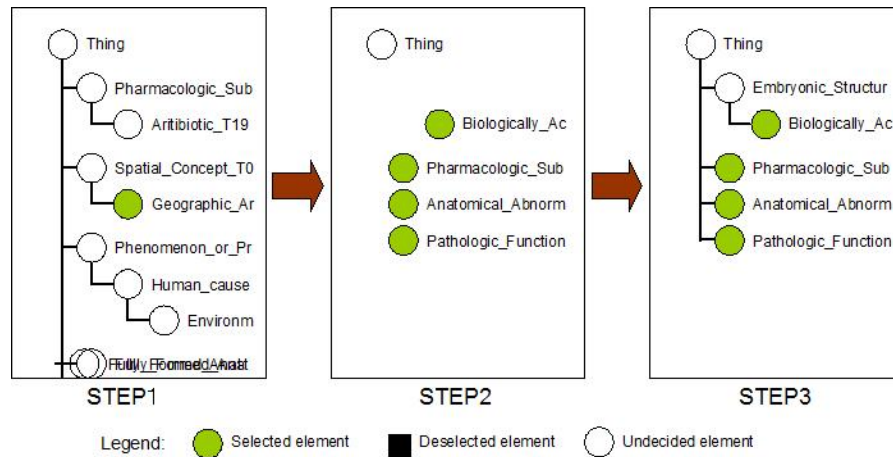 Thing
Pharmacologic_Sub
Aritibiotic_T19
Spatial_Concept_T0
Geographic_Ar
Phenomenon_or_Pr
Human_cause
Environm
STEP1
Thing
Biologically_Ac
Pharmacologic_Sub
Anatomical_Abnorm
Pathologic_Function
STEP2
Thing
Embryonic_Structur
Biologically_Ac
Pharmacologic_Sub
Anatomical_Abnorm
Pathologic_Function
STEP3
Legend: Selected element Deselected element Undecided element